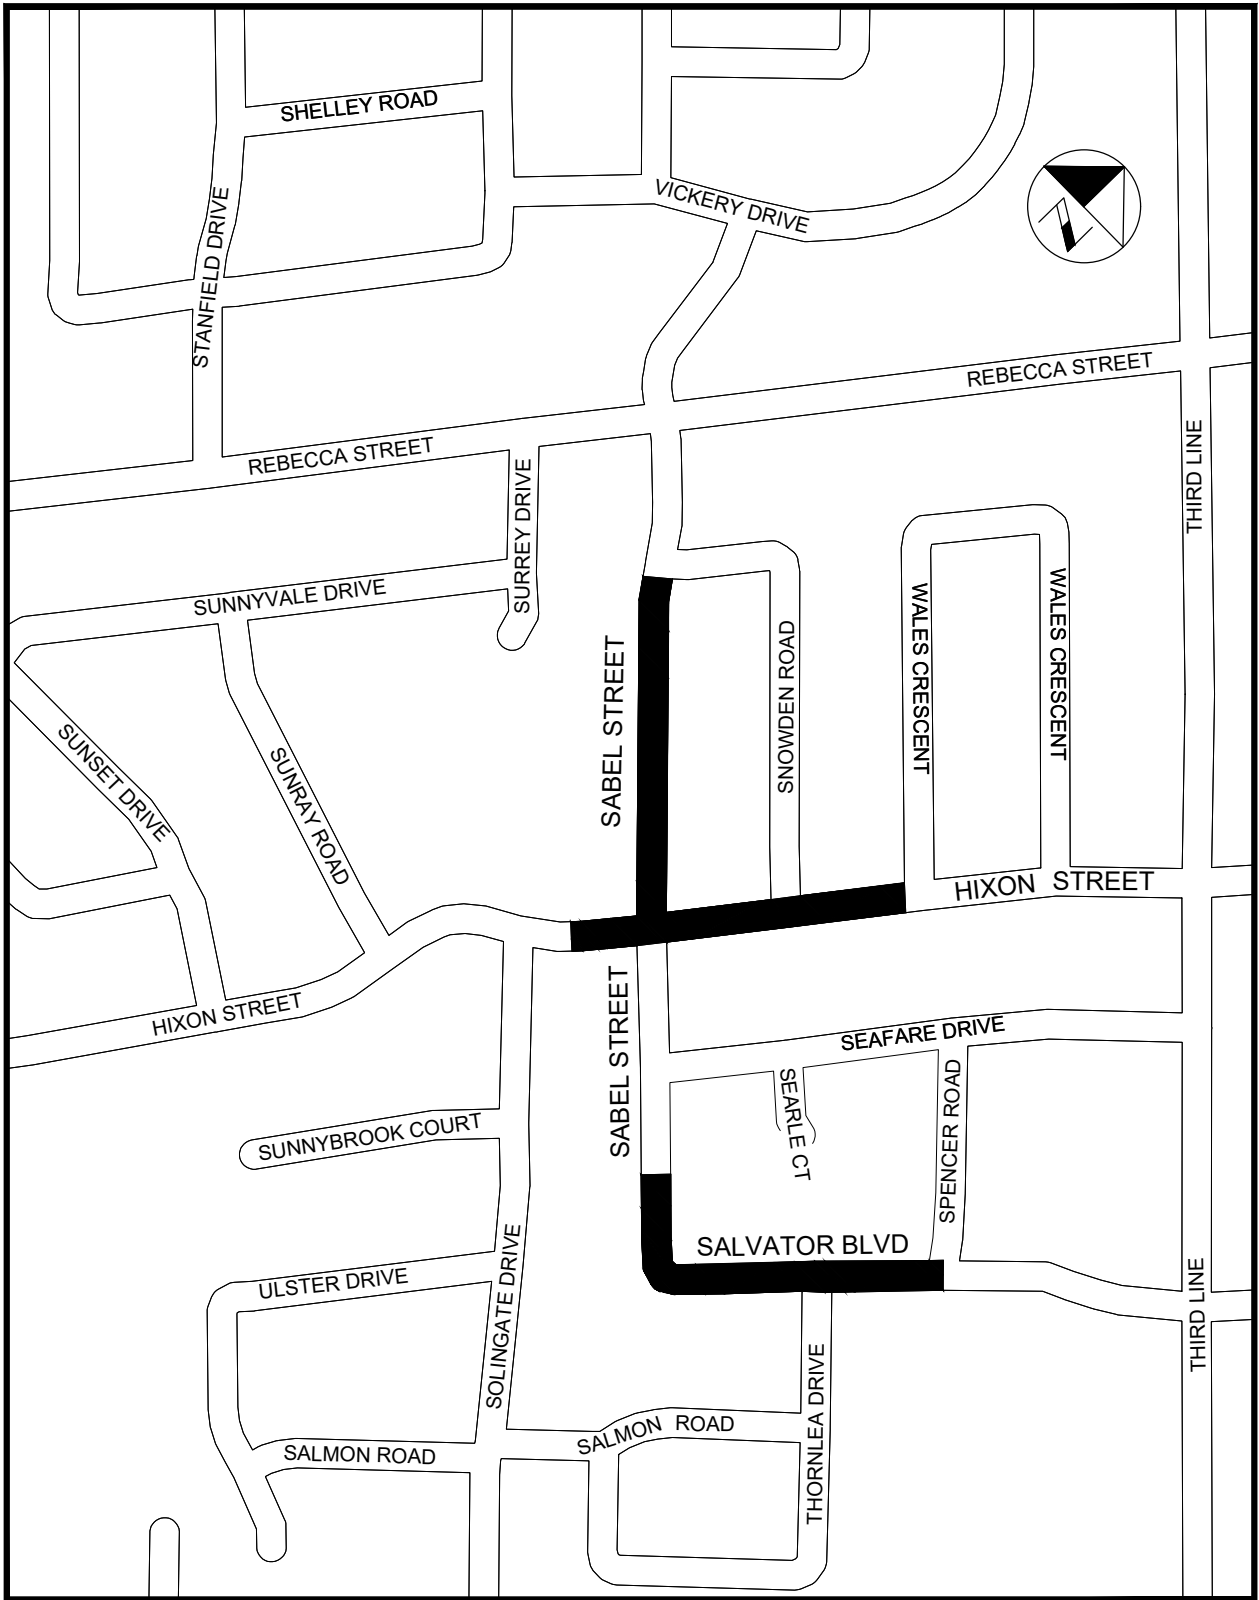 SHELLEY ROAD
VICKERY DRIVE
STANFIELD DRIVE
N
REBECCA STREET
REBECCA STREET
THIRD LINE
SURREY DRIVE
SUNNYVALE DRIVE
SABEL STREET
SNOWDEN ROAD
WALES CRESCENT
WALES CRESCENT
SUNSET DRIVE
SUNRAY ROAD
HIXON STREET
HIXON STREET
SABEL STREET
SEAFARE DRIVE
SEARLE CT
SPENCER ROAD
SUNNYBROOK COURT
SALVATOR BLVD
ULSTER DRIVE
SOLINGATE DRIVE
THIRD LINE
SALMON ROAD
SALMON ROAD
THORNLEA DRIVE